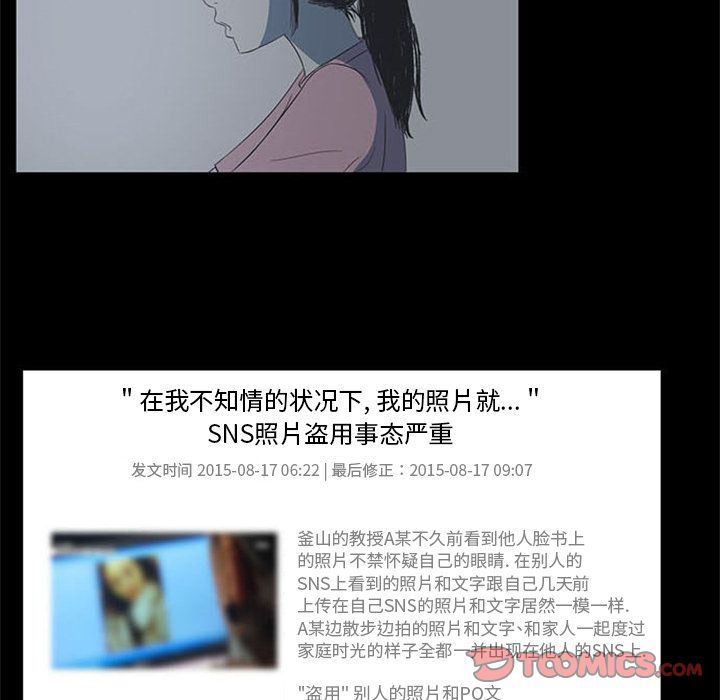 " 在我不知情的状况下, 我的照片就... "
SNS照片盗用事态严重
发文时间 2015-08-17 06:22 | 最后修正：2015-08-17 09:07
釜山的教授A某不久前看到他人脸书上
的照片不禁怀疑自己的眼睛. 在别人的
SNS上看到的照片和文字跟自己几天前
上传在自己SNS的照片和文字居然一模一样.
A某边散步边拍的照片和文字、和家人一起度过
家庭时光的样子全都一并出现在他人的SNS上
TOOMICS.COM
"盗用" 别人的照片和PO文